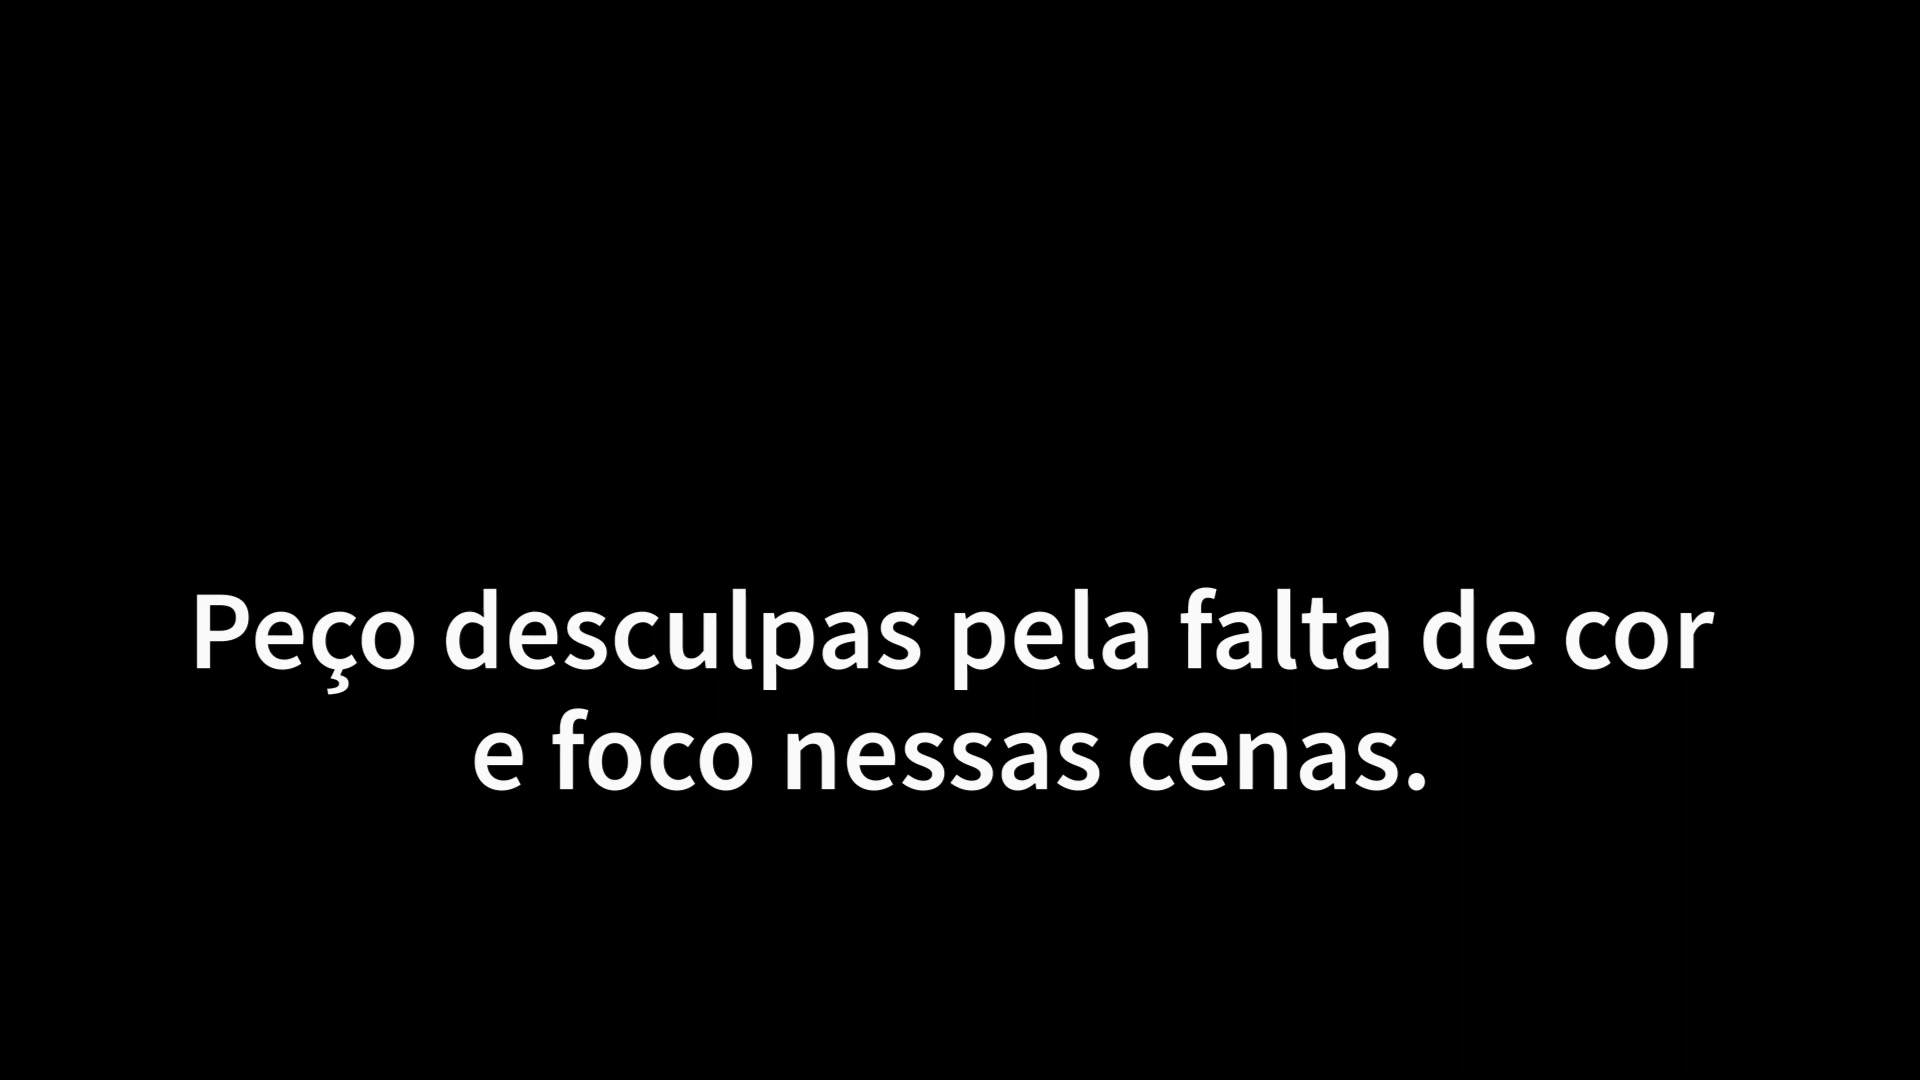 Peço desculpas pela falta de cor
e foco nessas cenas.